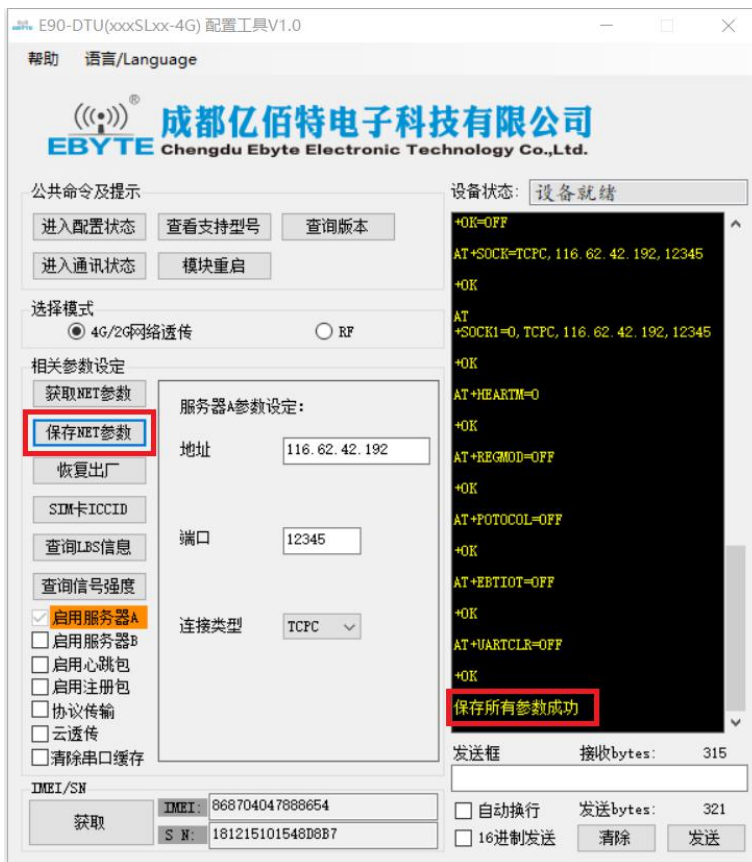 E90-DTU(xxxSLxx-4G) 配置工具V1.0
帮助 语言/Language
EBYTE ®
成都亿佰特电子科技有限公司
Chengdu Ebyte Electronic Technology Co.,Ltd.
公共命令及提示
进入配置状态 查看支持型号 查询版本
进入通讯状态 模块重启
选择模式
4G/2G网络透传 RF
相关参数设定
获取NET参数
保存NET参数
恢复出厂
SIM卡ICCID
查询LBS信息
查询信号强度
启用服务器A
启用服务器B
启用心跳包
启用注册包
协议传输
云透传
清除串口缓存
服务器A参数设定:
地址 116.62.42.192
端口 12345
连接类型 TCPC
IMEI/SN
获取
IMEI: 868704047888654
S N: 181215101548D8B7
设备状态: 设备就绪
+OK=OFF
AT+SOCK=TCPC,116.62.42.192,12345
+OK
AT
+SOCK1=0,TCPC,116.62.42.192,12345
+OK
AT+HEARTM=0
+OK
AT+REGMOD=OFF
+OK
AT+POTOCOL=OFF
+OK
AT+EBTIOT=OFF
+OK
AT+UARTCLR=OFF
+OK
保存所有参数成功
发送框 接收bytes: 315
自动换行 发送bytes: 321
16进制发送 清除 发送